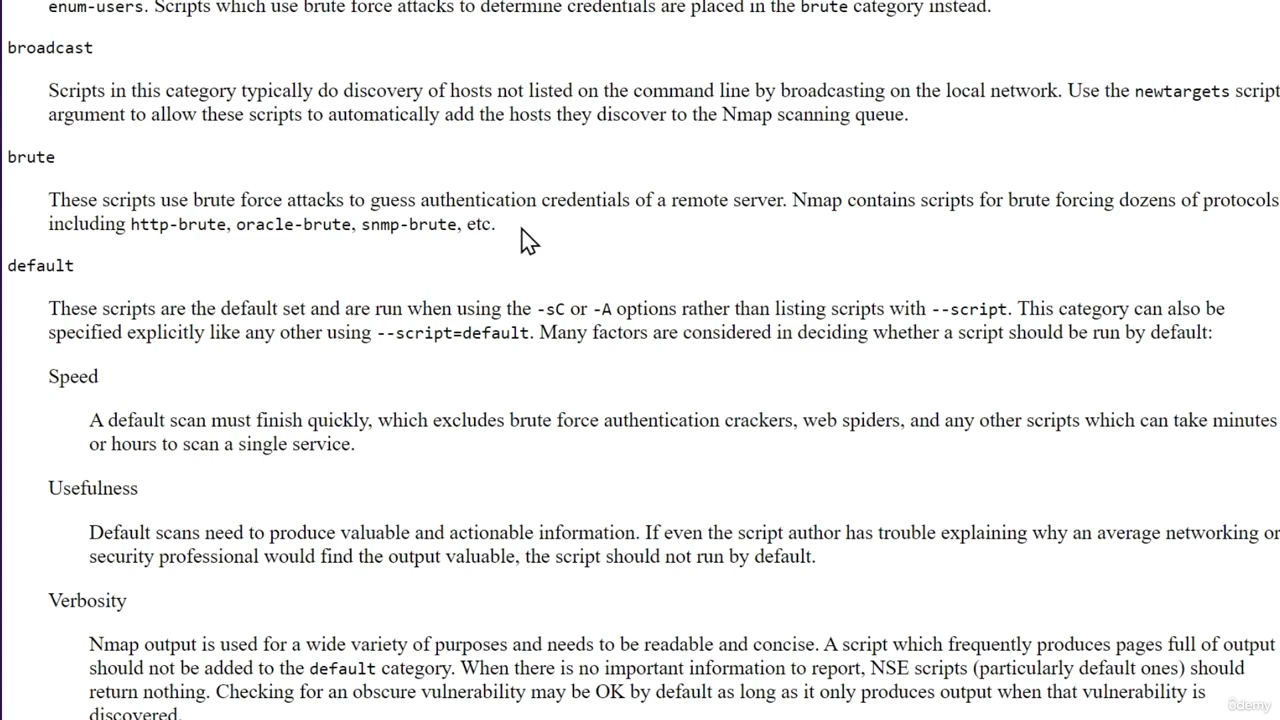 enum-users. Scripts which use brute force attacks to determine credentials are placed in the brute category instead.
broadcast
Scripts in this category typically do discovery of hosts not listed on the command line by broadcasting on the local network. Use the newtargets script
argument to allow these scripts to automatically add the hosts they discover to the Nmap scanning queue.
brute
These scripts use brute force attacks to guess authentication credentials of a remote server. Nmap contains scripts for brute forcing dozens of protocols
including http-brute, oracle-brute, snmp-brute, etc.
default
These scripts are the default set and are run when using the -sC or -A options rather than listing scripts with --script. This category can also be
specified explicitly like any other using --script=default. Many factors are considered in deciding whether a script should be run by default:
Speed
A default scan must finish quickly, which excludes brute force authentication crackers, web spiders, and any other scripts which can take minutes
or hours to scan a single service.
Usefulness
Default scans need to produce valuable and actionable information. If even the script author has trouble explaining why an average networking or
security professional would find the output valuable, the script should not run by default.
Verbosity
Nmap output is used for a wide variety of purposes and needs to be readable and concise. A script which frequently produces pages full of output
should not be added to the default category. When there is no important information to report, NSE scripts (particularly default ones) should
return nothing. Checking for an obscure vulnerability may be OK by default as long as it only produces output when that vulnerability is
discovered.
ûdemy